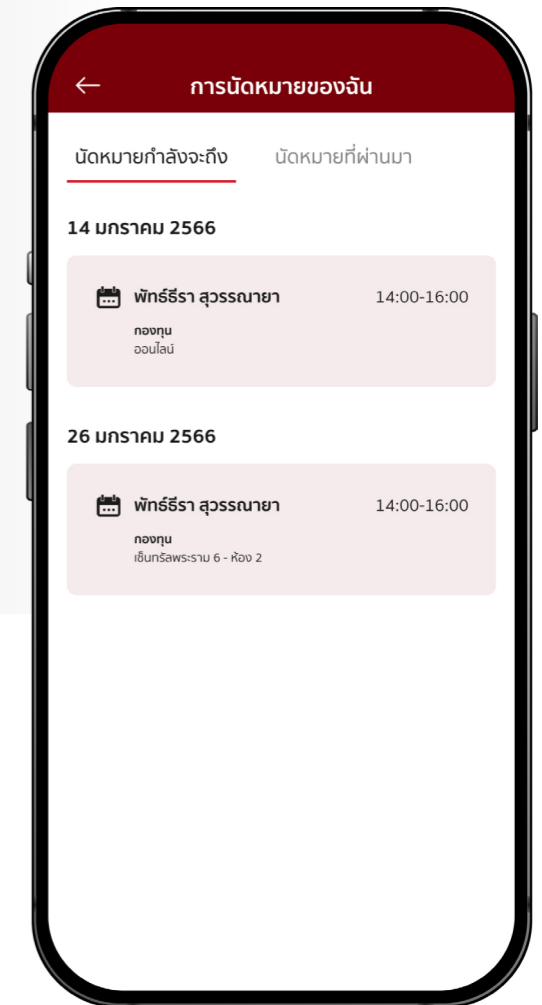 การนัดหมายของฉัน
นัดหมายกำลังจะถึง นัดหมายที่ผ่านมา
14 มกราคม 2566
พัทธ์ธีรา สุวรรณายา 14:00-16:00
กองทุน
ออนไลน์
26 มกราคม 2566
พัทธ์ธีรา สุวรรณายา 14:00-16:00
กองทุน
เซ็นทรัลพระราม 6 - ห้อง 2